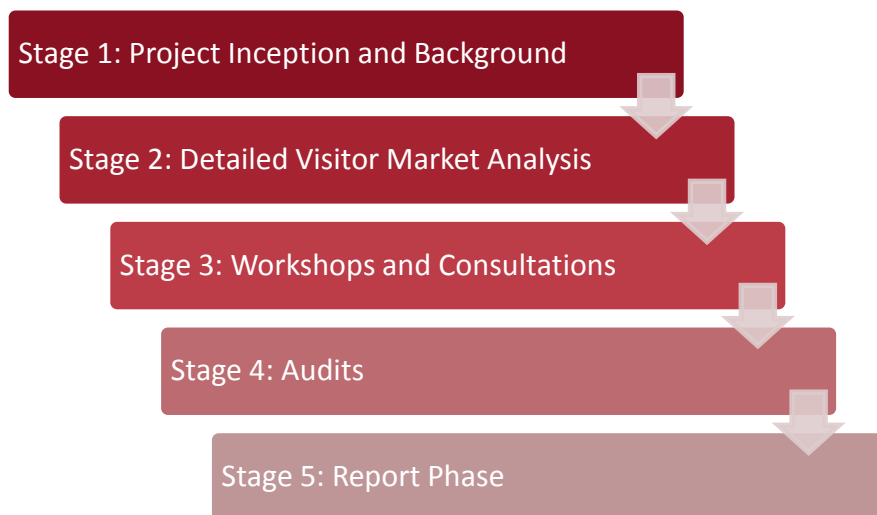 Stage 1: Project Inception and Background
Stage 2: Detailed Visitor Market Analysis
Stage 3: Workshops and Consultations
Stage 4: Audits
Stage 5: Report Phase